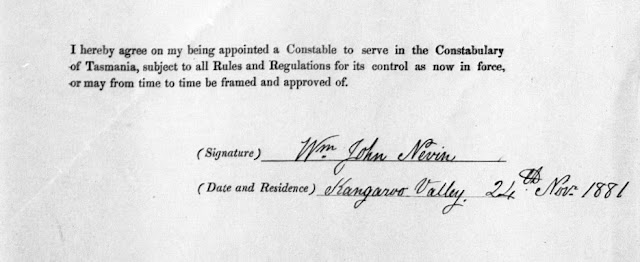 I hereby agree on my being appointed a Constable to serve in the Constabulary
of Tasmania, subject to all Rules and Regulations for its control as now in force,
or may from time to time be framed and approved of.
(Signature) Wm John Nevin
(Date and Residence) Kangaroo Valley. 24th Novr 1881